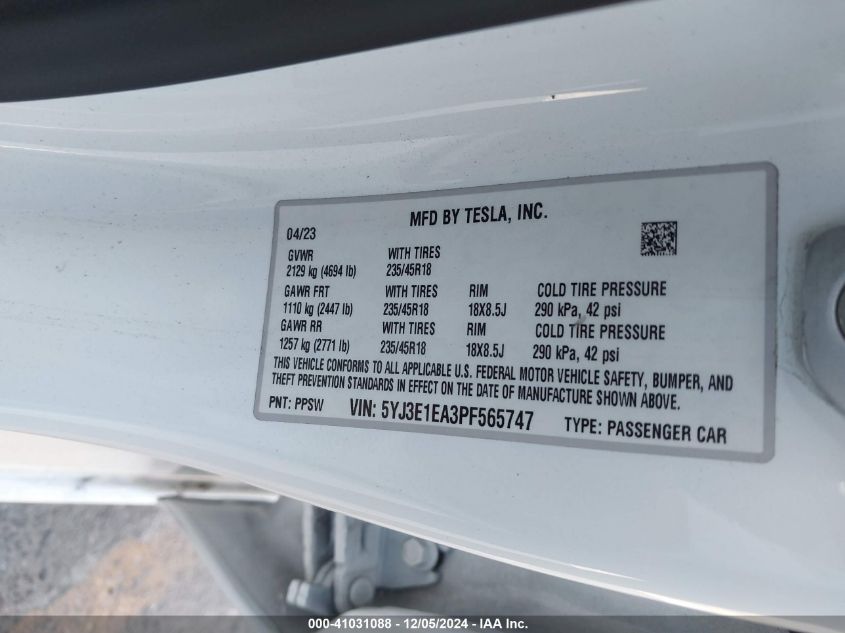 MFD BY TESLA, INC.
04/23
GVWR WITH TIRES
2129 kg (4694 lb) 235/45R18
GAWR FRT WITH TIRES RIM COLD TIRE PRESSURE
1110 kg (2447 lb) 235/45R18 18X8.5J 290 kPa, 42 psi
GAWR RR WITH TIRES RIM COLD TIRE PRESSURE
1257 kg (2771 lb) 235/45R18 18X8.5J 290 kPa, 42 psi
THIS VEHICLE CONFORMS TO ALL APPLICABLE U.S. FEDERAL MOTOR VEHICLE SAFETY, BUMPER, AND
THEFT PREVENTION STANDARDS IN EFFECT ON THE DATE OF MANUFACTURE SHOWN ABOVE.
PNT: PPSW VIN: 5YJ3E1EA3PF565747 TYPE: PASSENGER CAR
000-41031088 - 12/05/2024 - IAA Inc.